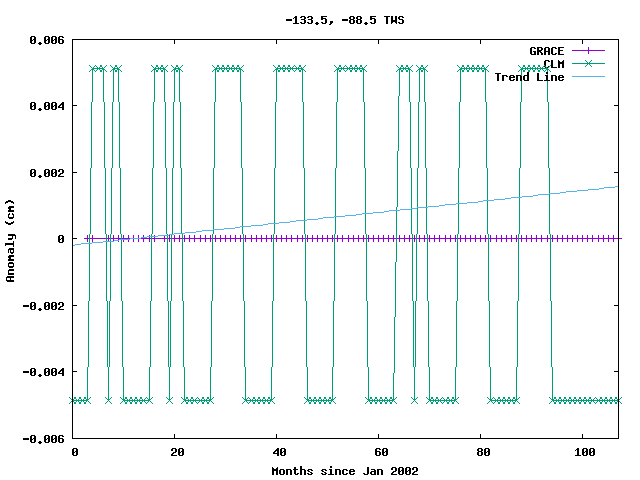 -133.5, -88.5 TWS
0.006
0.004
0.002
0
-0.002
-0.004
-0.006
Anomaly (cm)
GRACE
CLM
Trend Line
0 20 40 60 80 100
Months since Jan 2002